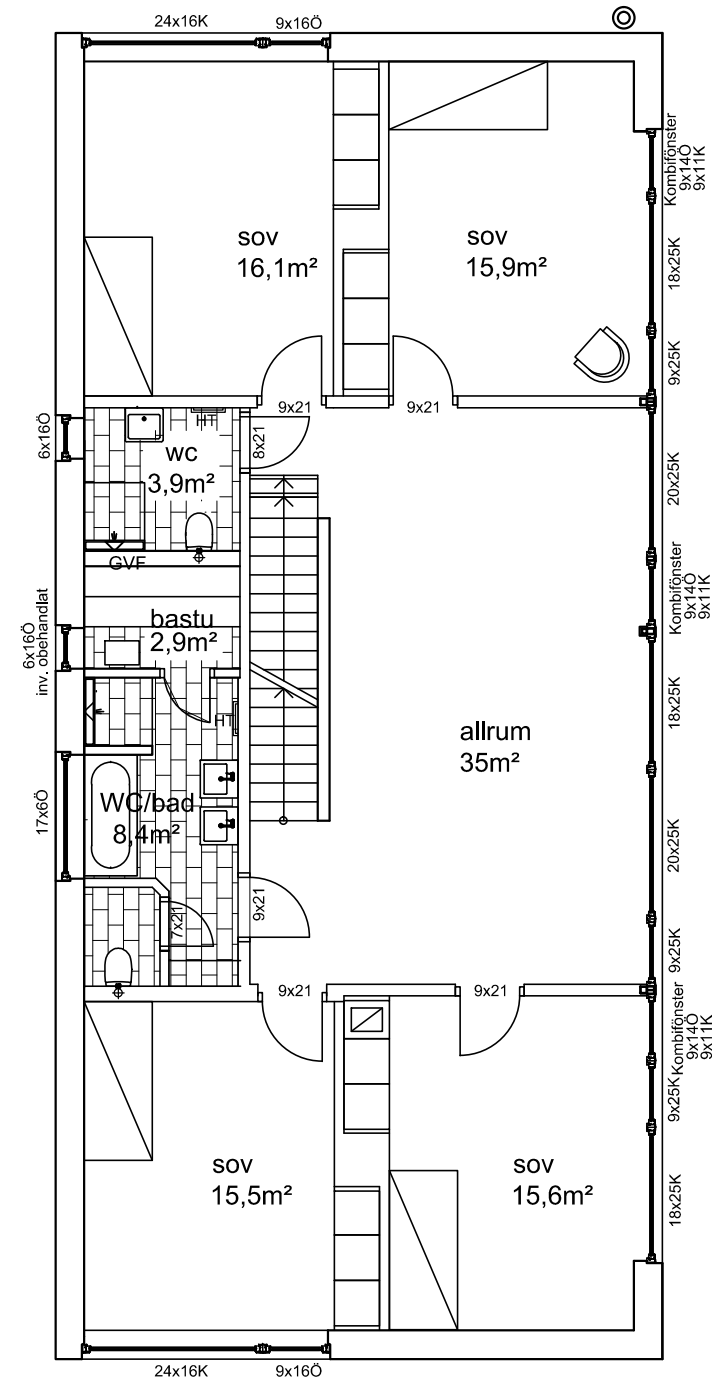 24x16K
9x16Ö
Kombifönster
9x14Ö
9x11K
sov
16,1m²
sov
15,9m²
18x25K
9x25K
9x21
9x21
6x16Ö
HT
8x21
wc
3,9m²
20x25K
GVF
Kombifönster
9x14Ö
9x11K
6x16Ö
inv. obehandlat
bastu
2,9m²
HT
18x25K
allrum
35m²
17x6Ö
WC/bad
8,4m²
20x25K
7x21
9x21
9x25K
9x21
9x21
Kombifönster
9x14Ö
9x11K
9x25K
sov
15,5m²
sov
15,6m²
18x25K
24x16K
9x16Ö